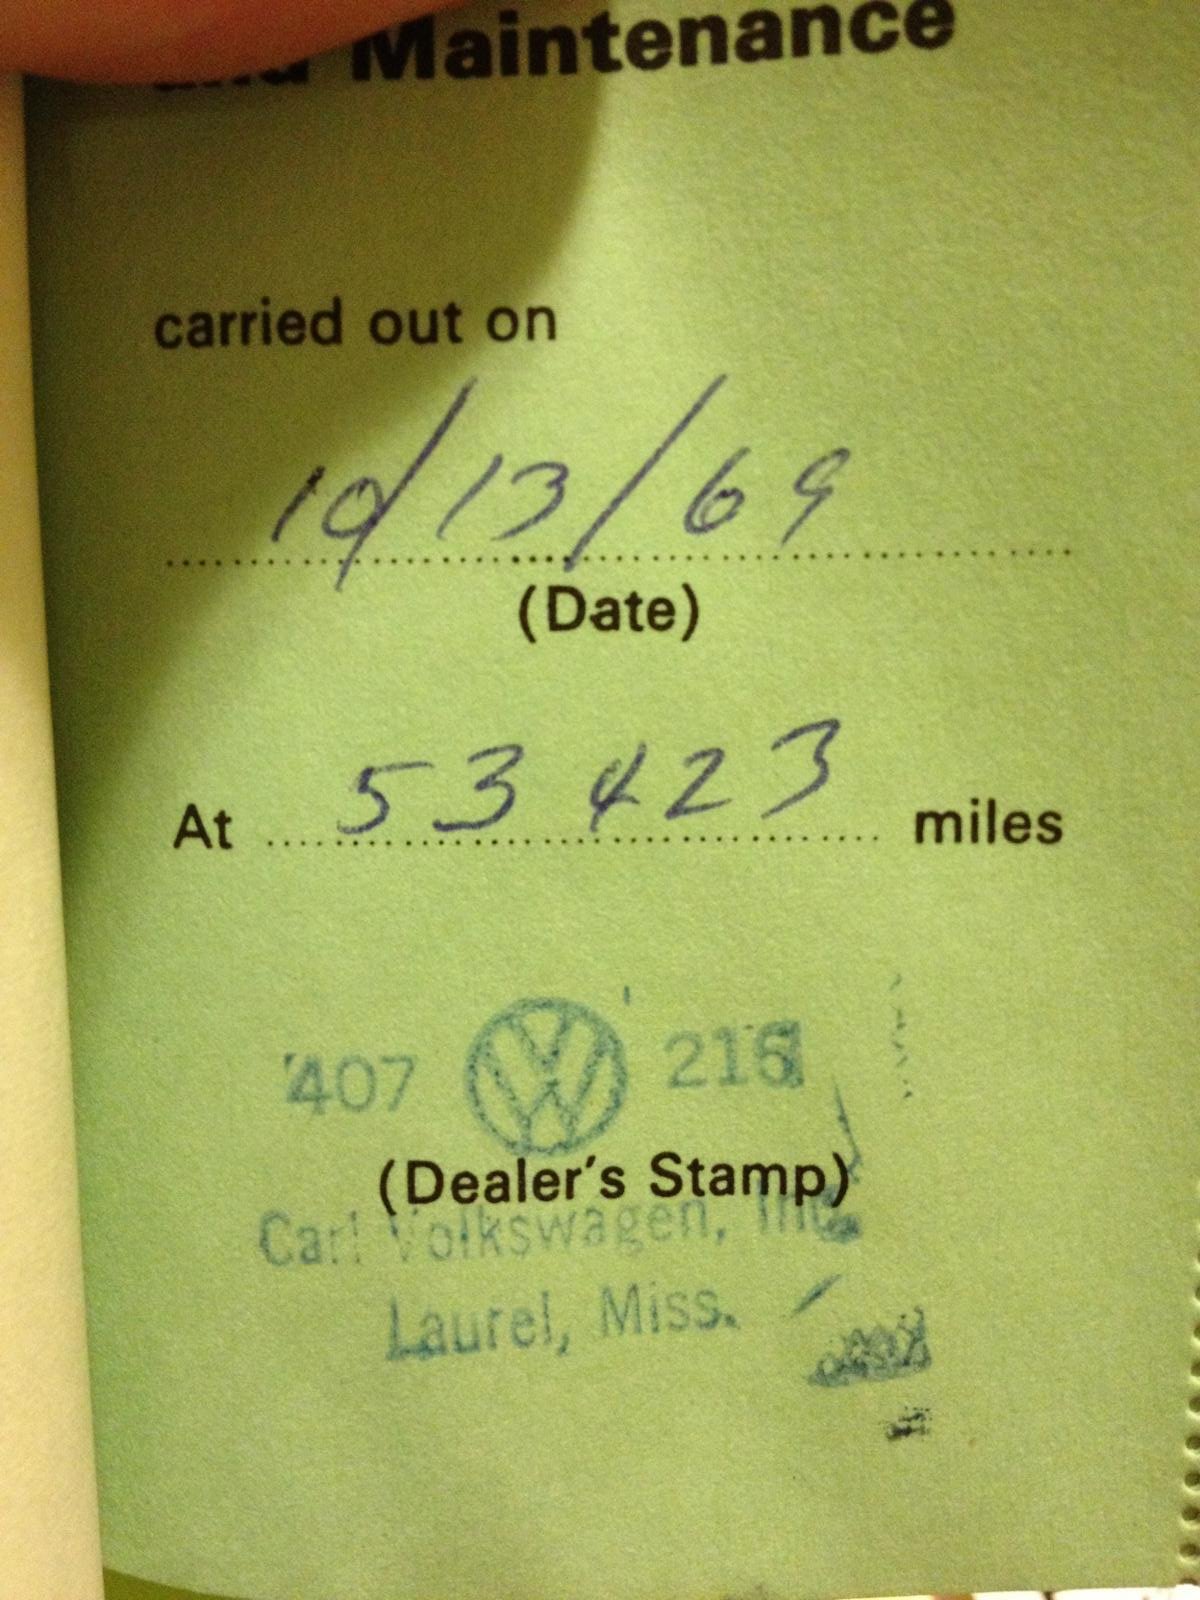 and Maintenance
carried out on
10/13/69
(Date)
At 53423 miles
407 VW
(Dealer's Stamp)
Carl Volkswagen, Inc.
Laurel, Miss.